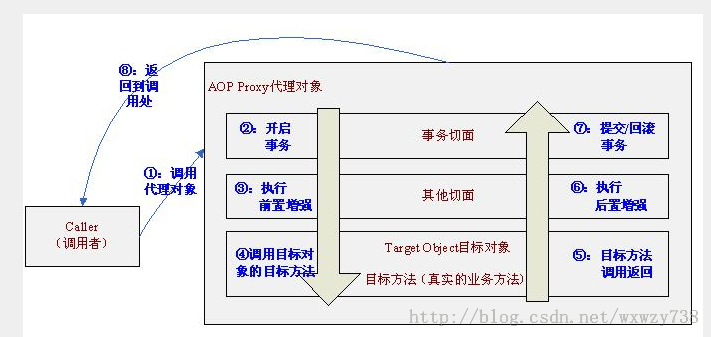 ⑧：返
回到调
用处
AOP Proxy代理对象
②：开启
事务
事务切面
⑦：提交/回滚
事务
①：调用
代理对象
③：执行
前置增强
其他切面
⑥：执行
后置增强
Caller
（调用者）
④调用目标对
象的目标方法
Target Object目标对象
目标方法（真实的业务方法）
⑤：目标方法
调用返回
http://blog.csdn.net/wxwzy738